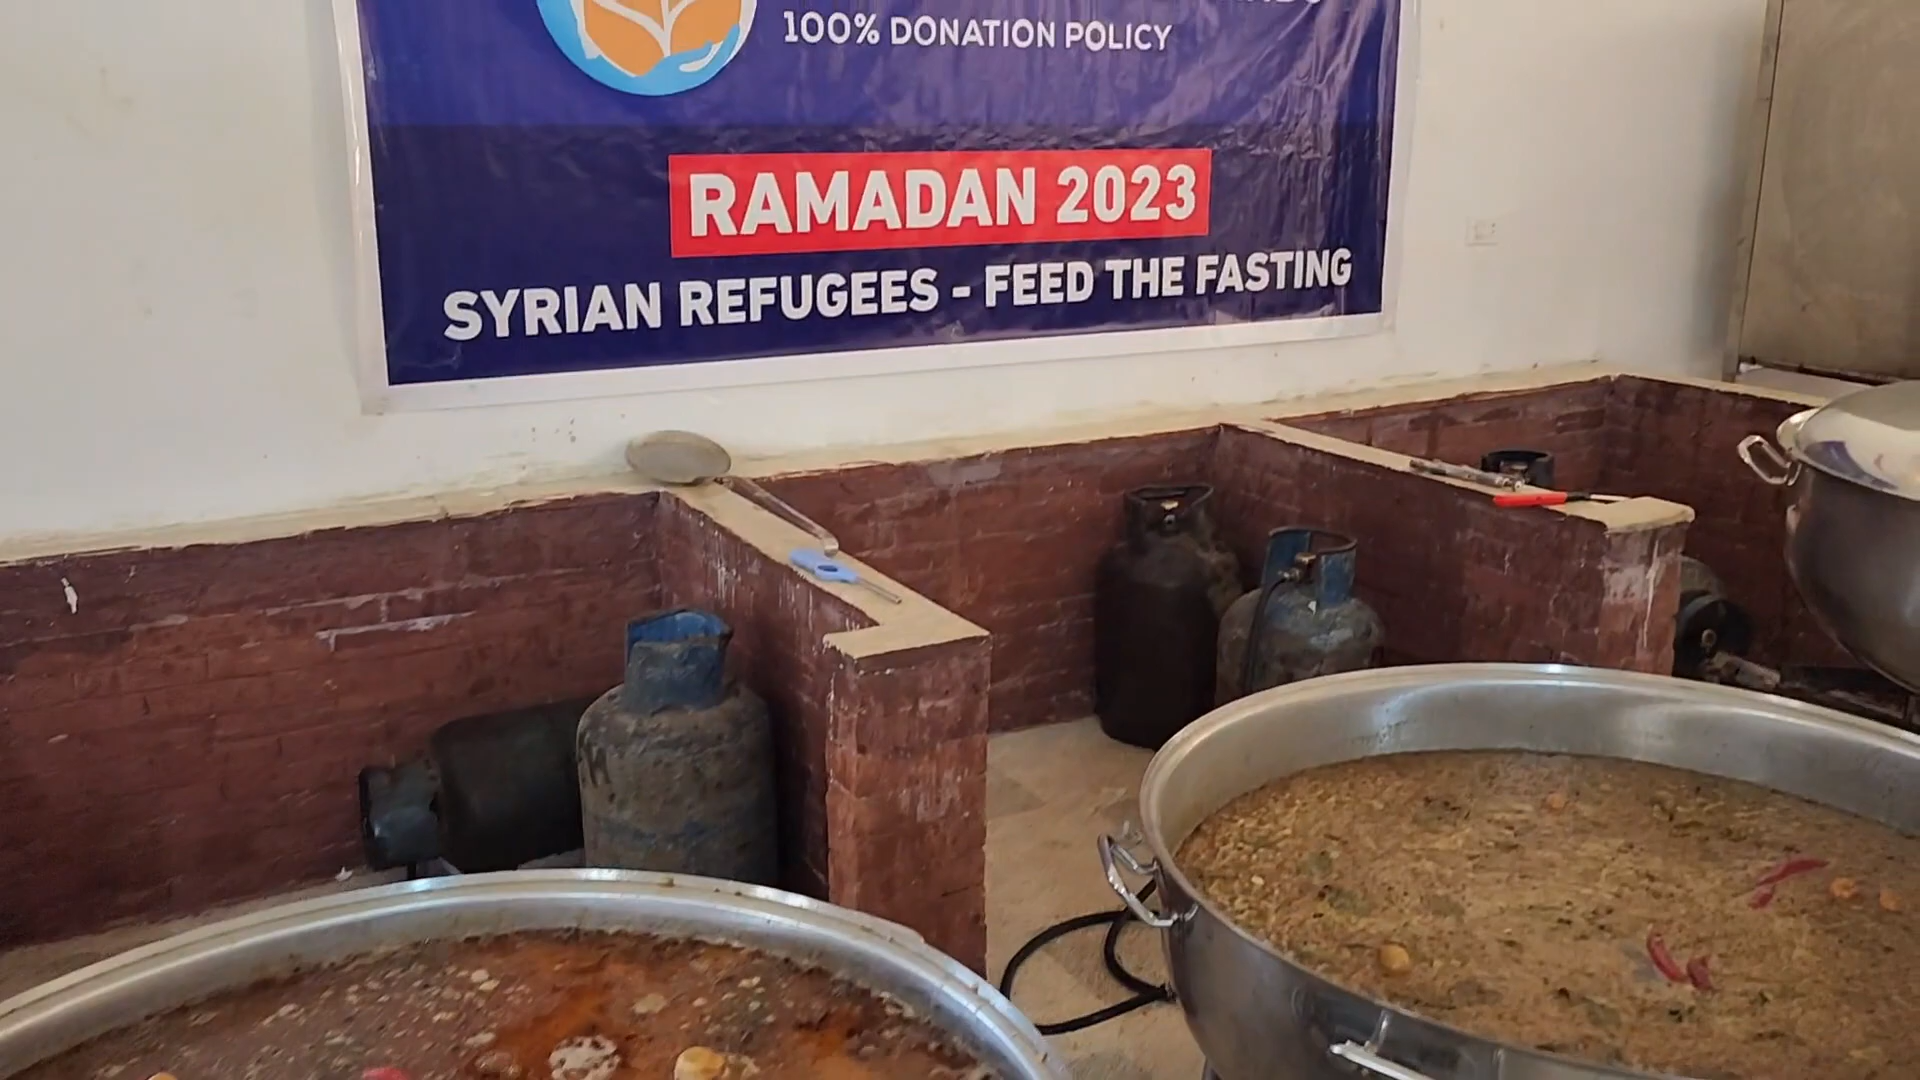 100% DONATION POLICY
RAMADAN 2023
SYRIAN REFUGEES - FEED THE FASTING